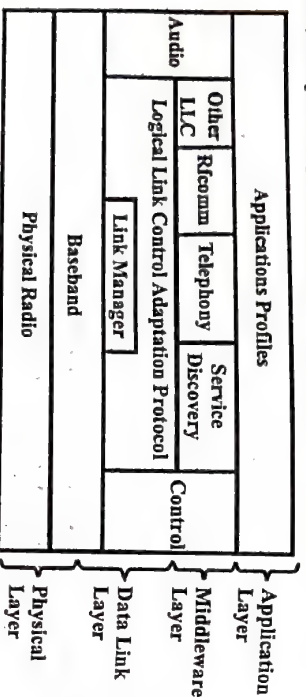 Applications Profiles
Audio
Other
LLC
Rfcomm
Telephony
Service
Discovery
Control
Logical Link Control Adaptation Protocol
Link Manager
Baseband
Physical Radio
Application
Layer
Middleware
Layer
Data Link
Layer
Physical
Layer